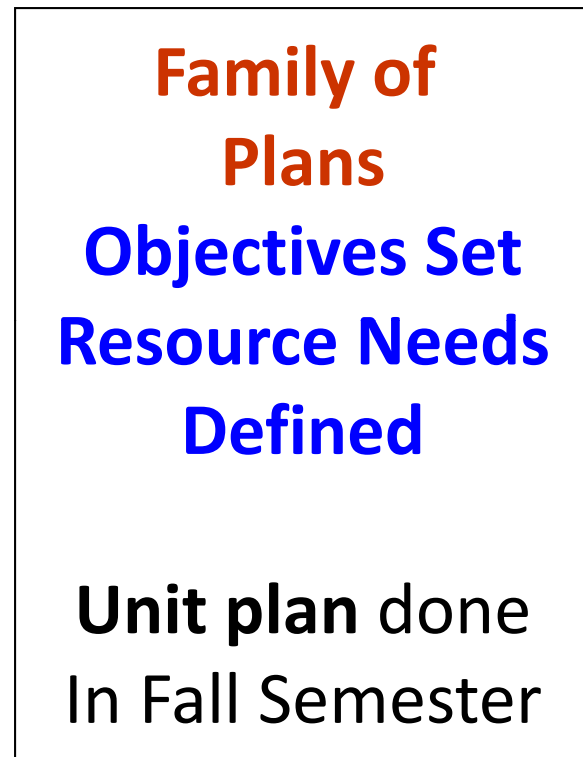 Family of
Plans
Objectives Set
Resource Needs
Defined
Unit plan done
In Fall Semester